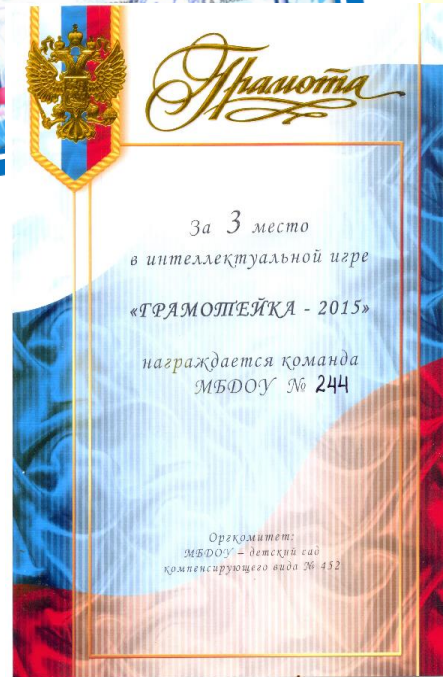 Грамота
За 3 место
в интеллектуальной игре
«ГРАМОТЕЙКА - 2015»
награждается команда
МБДОУ № 244
Оргкомитет:
МБДОУ – детский сад
компенсирующего вида № 452